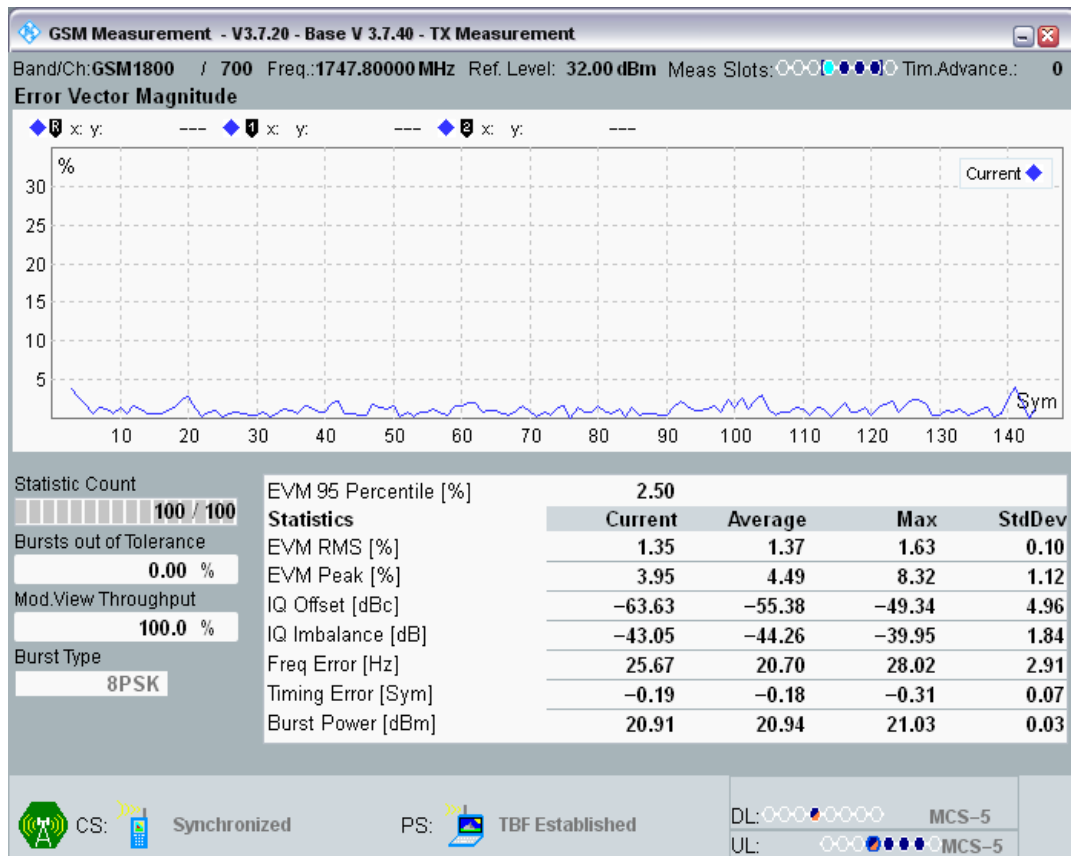 GSM Measurement - V3.7.20 - Base V 3.7.40 - TX Measurement
Band/Ch:GSM1800 / 700 Freq.:1747.80000 MHz Ref. Level: 32.00 dBm Meas Slots: Tim.Advance.: 0
Error Vector Magnitude
R x: y: --- 1 x: y: --- 2 x: y: ---
%
Current
30
25
20
15
10
5
Sym
10 20 30 40 50 60 70 80 90 100 110 120 130 140
Statistic Count
100 / 100
Bursts out of Tolerance
0.00 %
Mod.View Throughput
100.0 %
Burst Type
8PSK
EVM 95 Percentile [%] 2.50
Statistics Current Average Max StdDev
EVM RMS [%] 1.35 1.37 1.63 0.10
EVM Peak [%] 3.95 4.49 8.32 1.12
IQ Offset [dBc] −63.63 −55.38 −49.34 4.96
IQ Imbalance [dB] −43.05 −44.26 −39.95 1.84
Freq Error [Hz] 25.67 20.70 28.02 2.91
Timing Error [Sym] −0.19 −0.18 −0.31 0.07
Burst Power [dBm] 20.91 20.94 21.03 0.03
CS: Synchronized PS: TBF Established
DL: MCS−5
UL: MCS−5